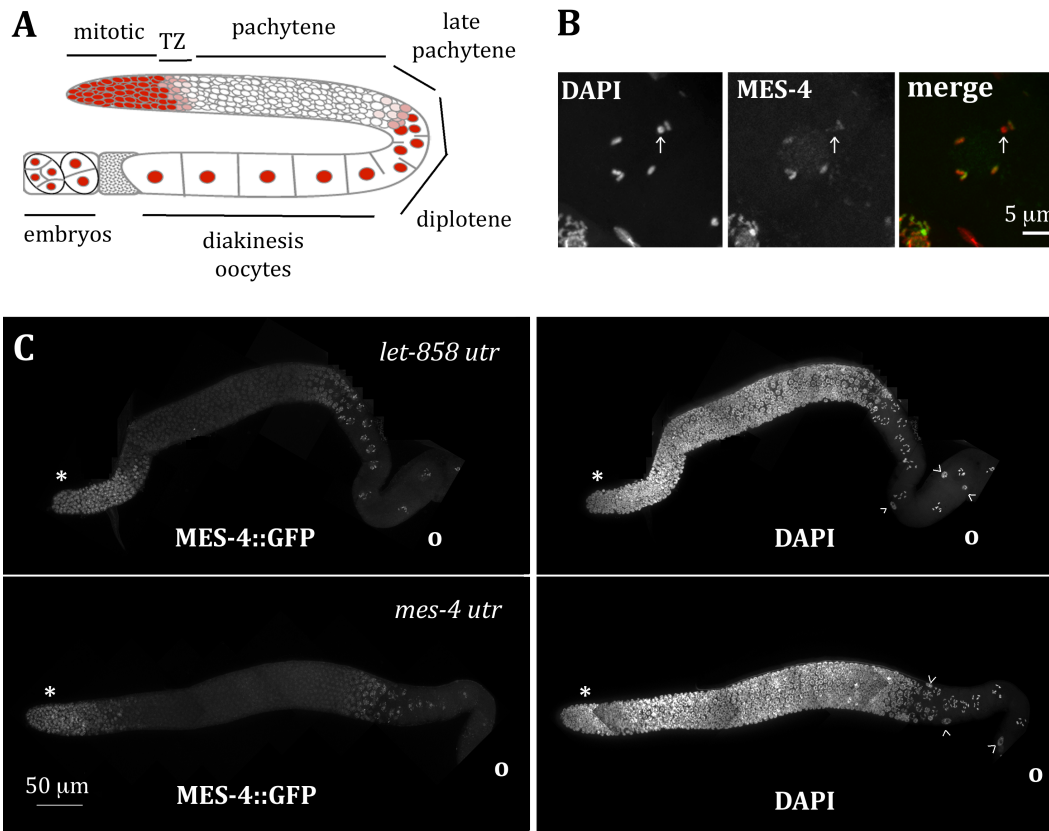 A
mitotic
TZ
pachytene
late
pachytene
diplotene
embryos
diakinesis
oocytes
B
DAPI
MES-4
merge
5 μm
C
let-858 utr
*
*
MES-4::GFP
o
DAPI
o
mes-4 utr
*
*
50 μm
MES-4::GFP
o
DAPI
o